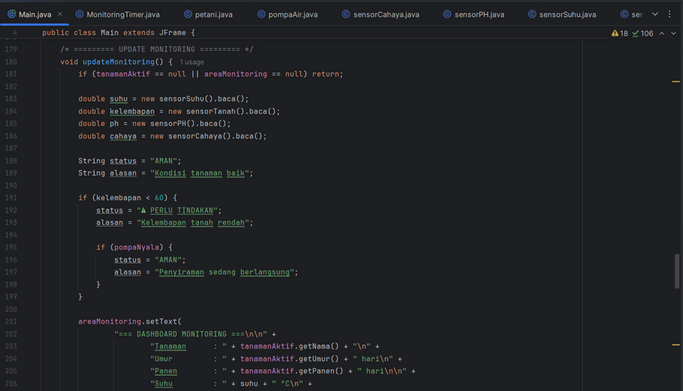 Main.java × MonitoringTimer.java petani.java pompaAir.java sensorCahaya.java sensorPH.java sensorSuhu.java
4 public class Main extends JFrame { 18 106
179 /* ========= UPDATE MONITORING ========= */
180 void updateMonitoring() { 1 usage
181 if (tanamanAktif == null || areaMonitoring == null) return;
182
183 double suhu = new sensorSuhu().baca();
184 double kelembapan = new sensorTanah().baca();
185 double ph = new sensorPH().baca();
186 double cahaya = new sensorCahaya().baca();
187
188 String status = "AMAN";
189 String alasan = "Kondisi tanaman baik";
190
191 if (kelembapan < 60) {
192 status = "⚠ PERLU TINDAKAN";
193 alasan = "Kelembapan tanah rendah";
194
195 if (pompaNyala) {
196 status = "AMAN";
197 alasan = "Penyiraman sedang berlangsung";
198 }
199 }
200
201 areaMonitoring.setText(
202 "=== DASHBOARD MONITORING ===\n\n" +
203 "Tanaman : " + tanamanAktif.getNama() + "\n" +
204 "Umur : " + tanamanAktif.getUmur() + " hari\n" +
205 "Panen : " + tanamanAktif.getPanen() + " hari\n\n" +
206 "Suhu : " + suhu + " °C\n" +